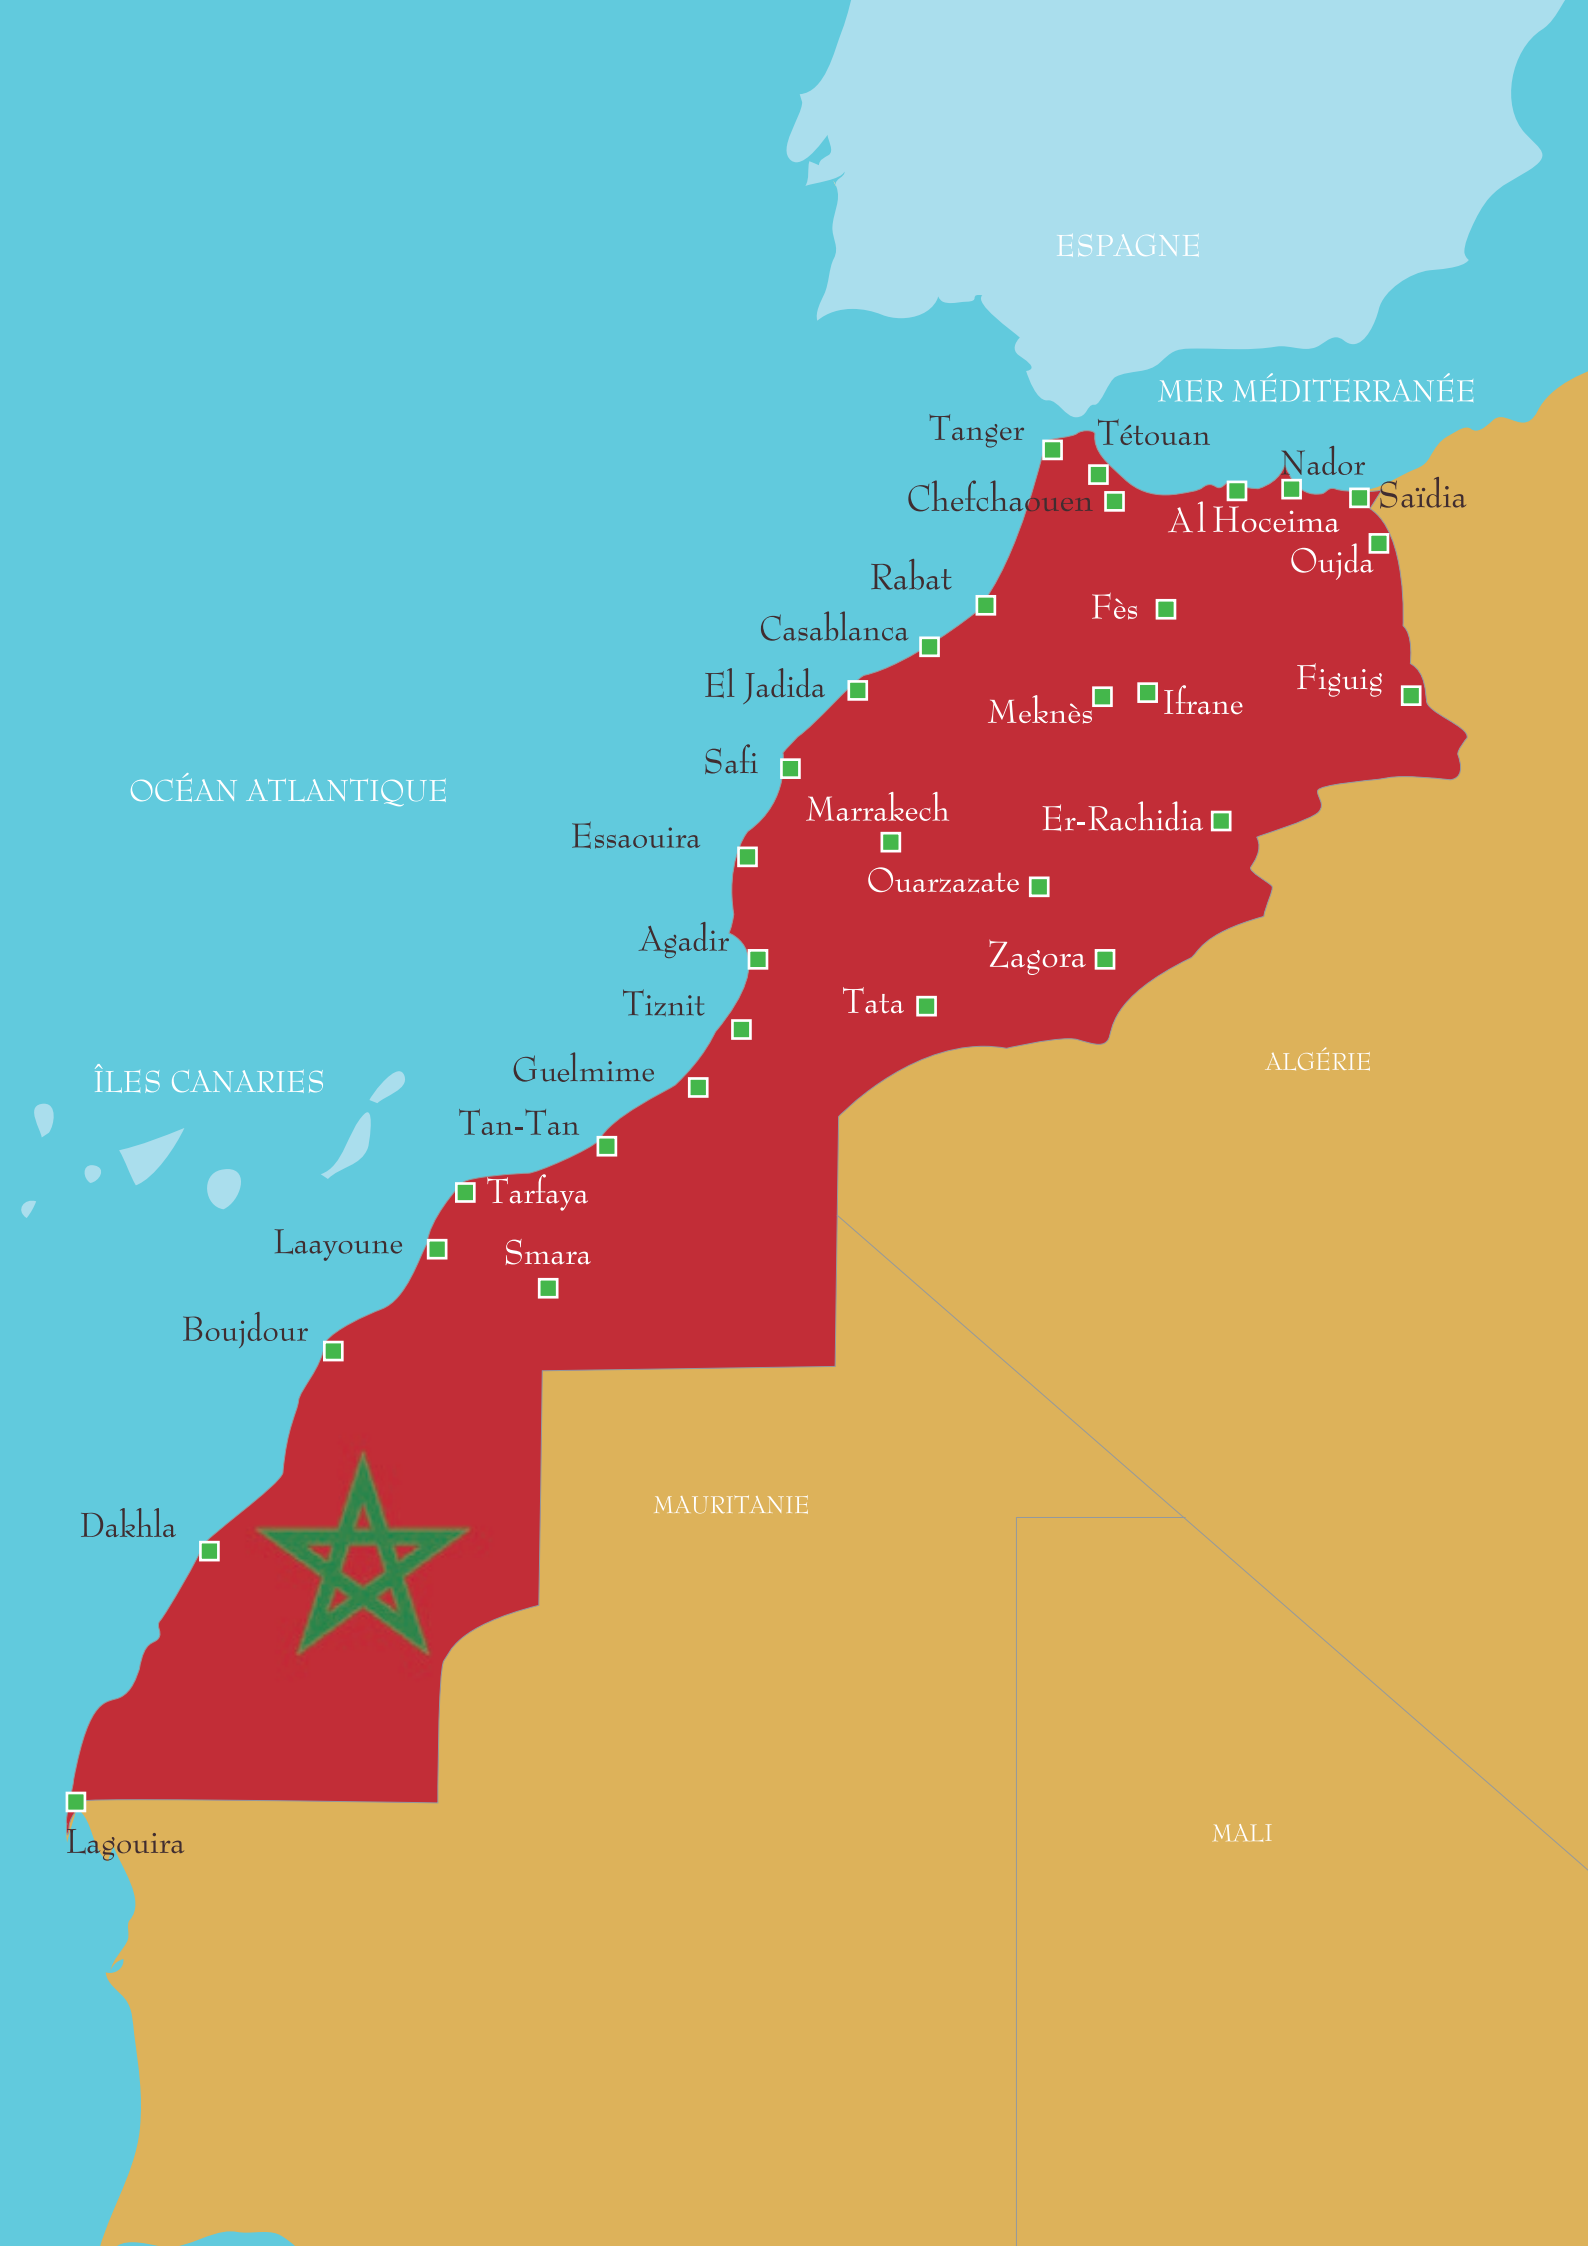 ESPAGNE
MER MÉDITERRANÉE
Tanger
Tétouan
Nador
Chefchaouen
Saïdia
Al Hoceima
Oujda
Rabat
Fès
Casablanca
El Jadida
Figuig
Meknès
Ifrane
Safi
OCÉAN ATLANTIQUE
Marrakech
Er-Rachidia
Essaouira
Ouarzazate
Agadir
Zagora
Tiznit
Tata
ALGÉRIE
Guelmime
ÎLES CANARIES
Tan-Tan
Tarfaya
Laayoune
Smara
Boujdour
MAURITANIE
Dakhla
MALI
Lagouira